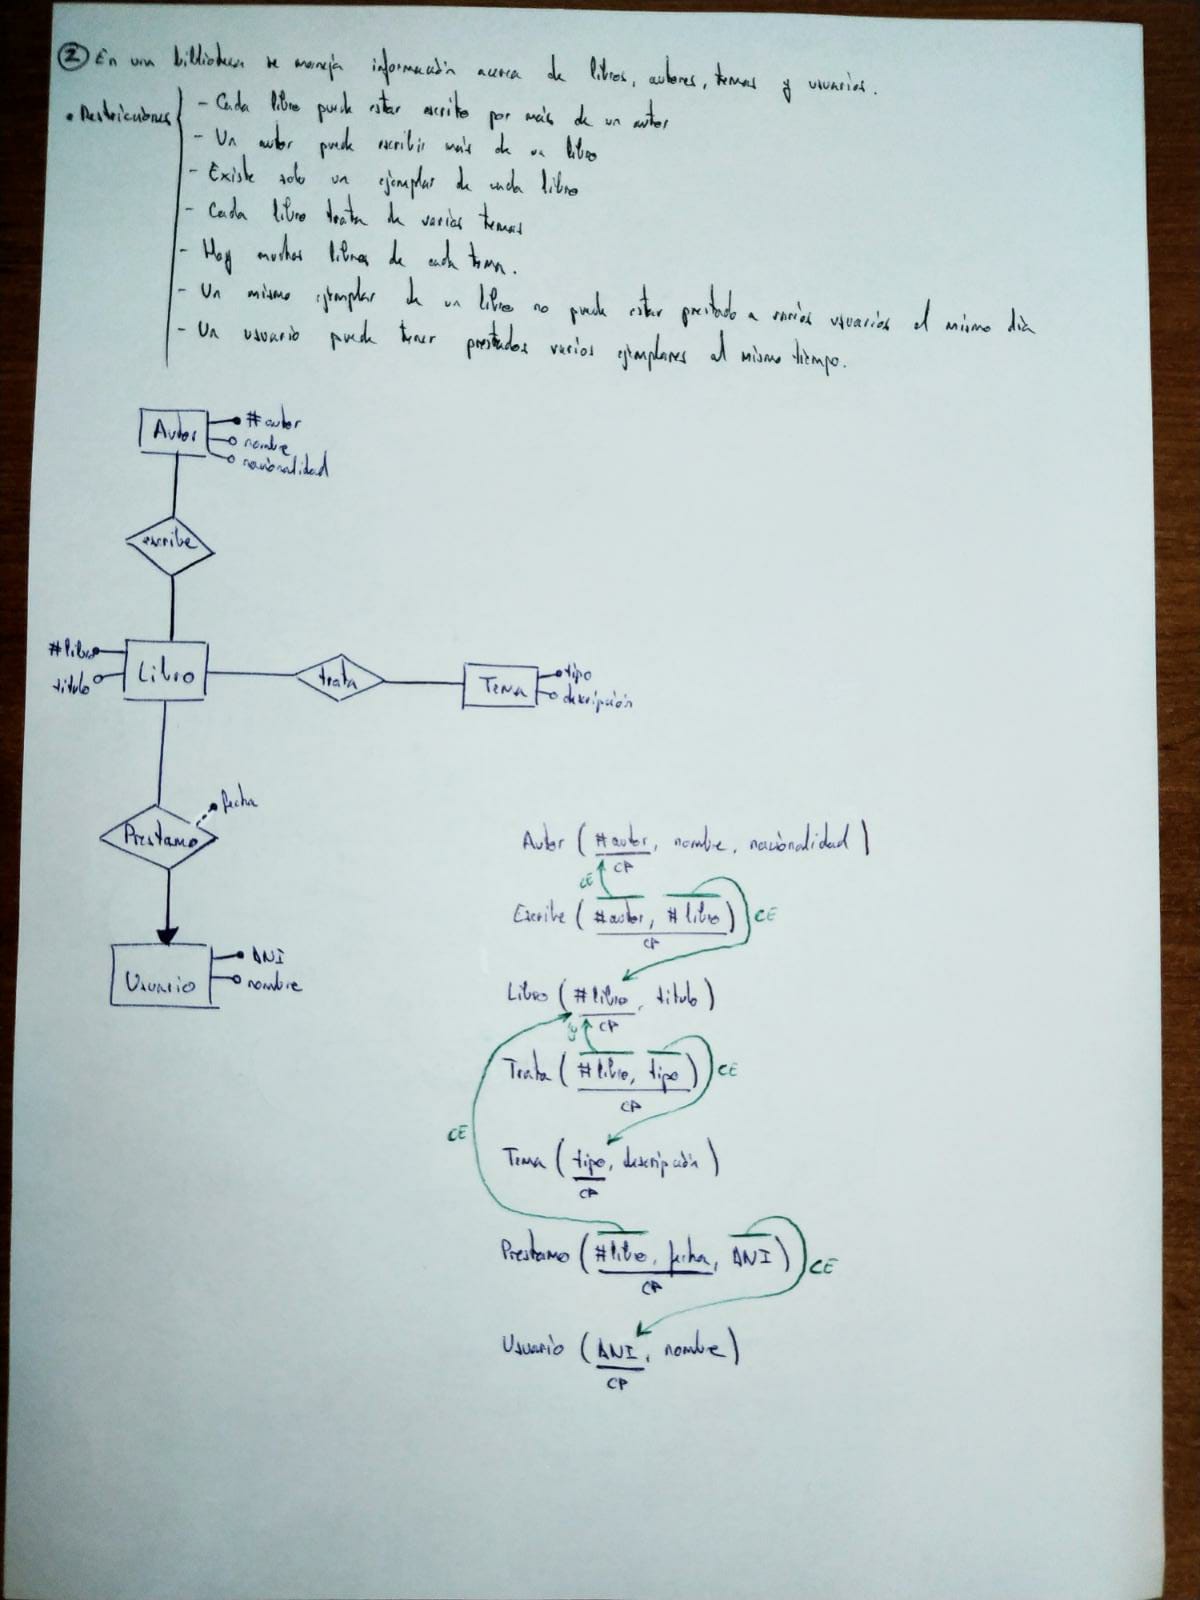 ② En una biblioteca se maneja información acerca de libros, autores, temas y usuarios.
• Restricciones
- Cada libro puede estar escrito por más de un autor
- Un autor puede escribir más de un libro
- Existe solo un ejemplar de cada libro
- Cada libro trata de varios temas
- Hay muchos libros de cada tema.
- Un mismo ejemplar de un libro no puede estar prestado a varios usuarios el mismo día
- Un usuario puede tener prestados varios ejemplares al mismo tiempo.
Autor
#autor
nombre
nacionalidad
escribe
#libro
titulo
Libro
trata
Tema
tipo
descripción
fecha
Prestamo
Usuario
DNI
nombre
Autor (#autor, nombre, nacionalidad)
CP
CE
Escribe (#autor, #libro)
CE
CP
Libro (#libro, titulo)
CP
CE
Trata (#libro, tipo)
CE
CP
CE
Tema (tipo, descripción)
CP
Prestamo (#libro, fecha, DNI)
CE
CP
Usuario (DNI, nombre)
CP